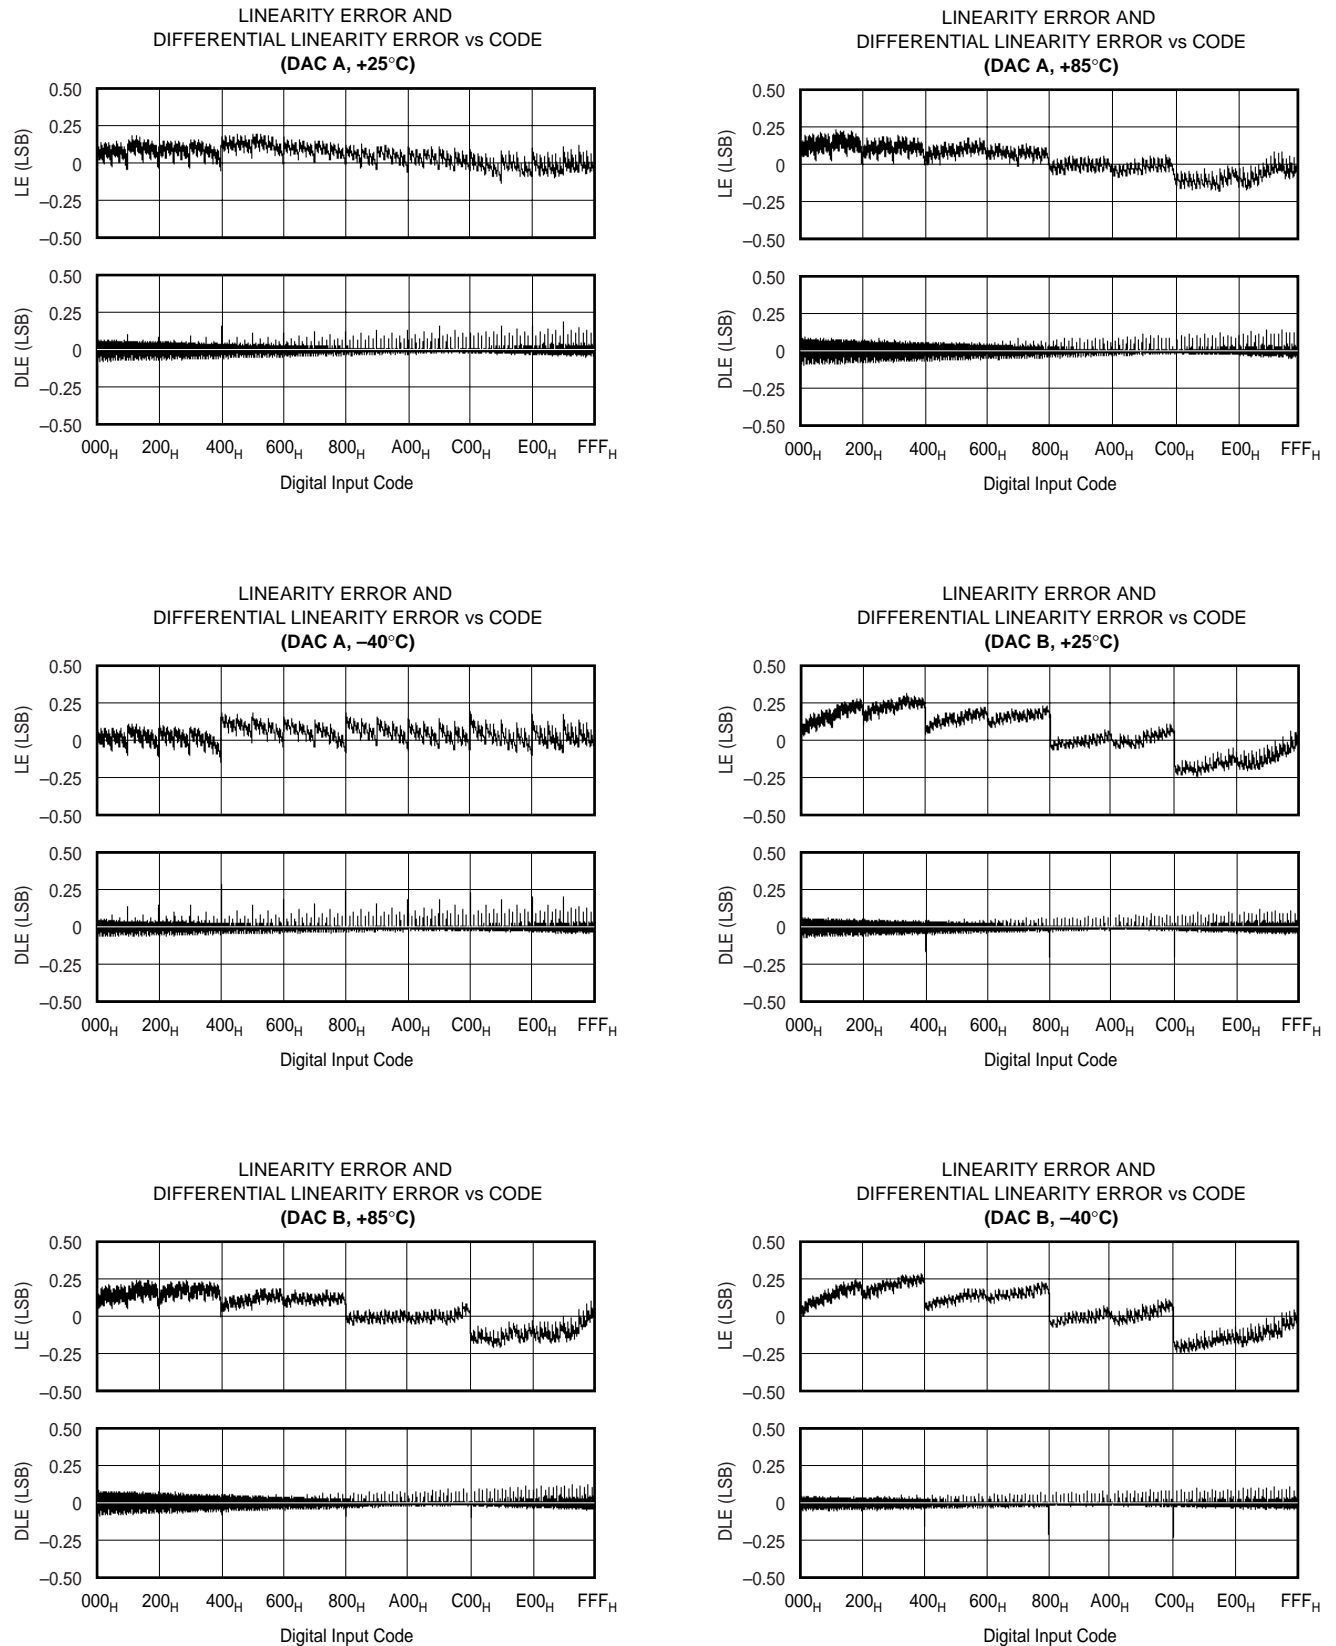 LINEARITY ERROR AND
DIFFERENTIAL LINEARITY ERROR vs CODE
(DAC A, +25°C)
0.50
0.25
0
–0.25
–0.50
LE (LSB)
0.50
0.25
0
–0.25
–0.50
DLE (LSB)
000H 200H 400H 600H 800H A00H C00H E00H FFFH
Digital Input Code
LINEARITY ERROR AND
DIFFERENTIAL LINEARITY ERROR vs CODE
(DAC A, +85°C)
0.50
0.25
0
–0.25
–0.50
LE (LSB)
0.50
0.25
0
–0.25
–0.50
DLE (LSB)
000H 200H 400H 600H 800H A00H C00H E00H FFFH
Digital Input Code
LINEARITY ERROR AND
DIFFERENTIAL LINEARITY ERROR vs CODE
(DAC A, –40°C)
0.50
0.25
0
–0.25
–0.50
LE (LSB)
0.50
0.25
0
–0.25
–0.50
DLE (LSB)
000H 200H 400H 600H 800H A00H C00H E00H FFFH
Digital Input Code
LINEARITY ERROR AND
DIFFERENTIAL LINEARITY ERROR vs CODE
(DAC B, +25°C)
0.50
0.25
0
–0.25
–0.50
LE (LSB)
0.50
0.25
0
–0.25
–0.50
DLE (LSB)
000H 200H 400H 600H 800H A00H C00H E00H FFFH
Digital Input Code
LINEARITY ERROR AND
DIFFERENTIAL LINEARITY ERROR vs CODE
(DAC B, +85°C)
0.50
0.25
0
–0.25
–0.50
LE (LSB)
0.50
0.25
0
–0.25
–0.50
DLE (LSB)
000H 200H 400H 600H 800H A00H C00H E00H FFFH
Digital Input Code
LINEARITY ERROR AND
DIFFERENTIAL LINEARITY ERROR vs CODE
(DAC B, –40°C)
0.50
0.25
0
–0.25
–0.50
LE (LSB)
0.50
0.25
0
–0.25
–0.50
DLE (LSB)
000H 200H 400H 600H 800H A00H C00H E00H FFFH
Digital Input Code